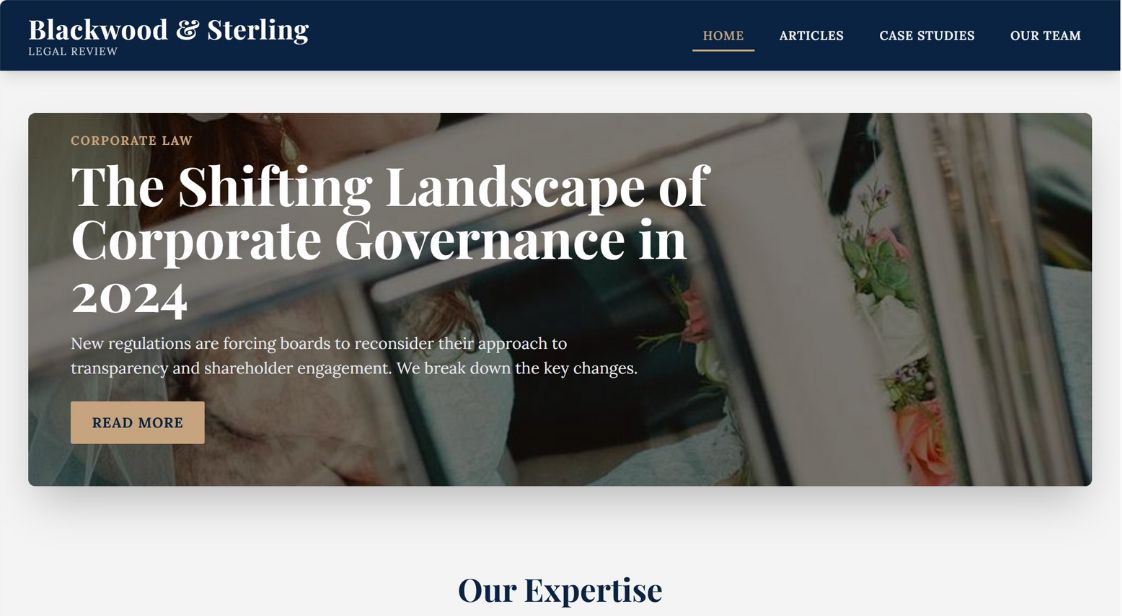 Blackwood & Sterling
LEGAL REVIEW
HOME
ARTICLES
CASE STUDIES
OUR TEAM
CORPORATE LAW
The Shifting Landscape of
Corporate Governance in
2024
New regulations are forcing boards to reconsider their approach to
transparency and shareholder engagement. We break down the key changes.
READ MORE
Our Expertise